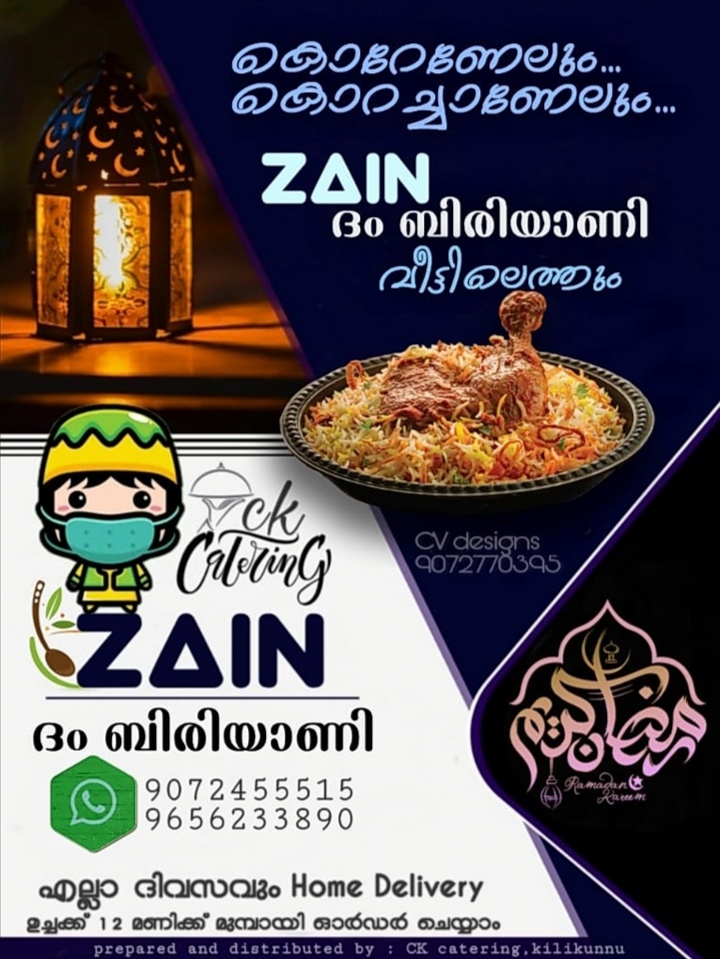 കൊറേണേലും...
കൊറച്ചാണേലും...
ZAIN
ദം ബിരിയാണി
വീട്ടിലെത്തും
ck
Catering
CV designs
9072770395
ZAIN
ദം ബിരിയാണി
9072455515
9656233890
Ramadan
Kareem
എല്ലാ ദിവസവും Home Delivery
ഉച്ചക്ക് 12 മണിക്ക് മുമ്പായി ഓർഡർ ചെയ്യാം
prepared and distributed by : CK catering,kilikunnu